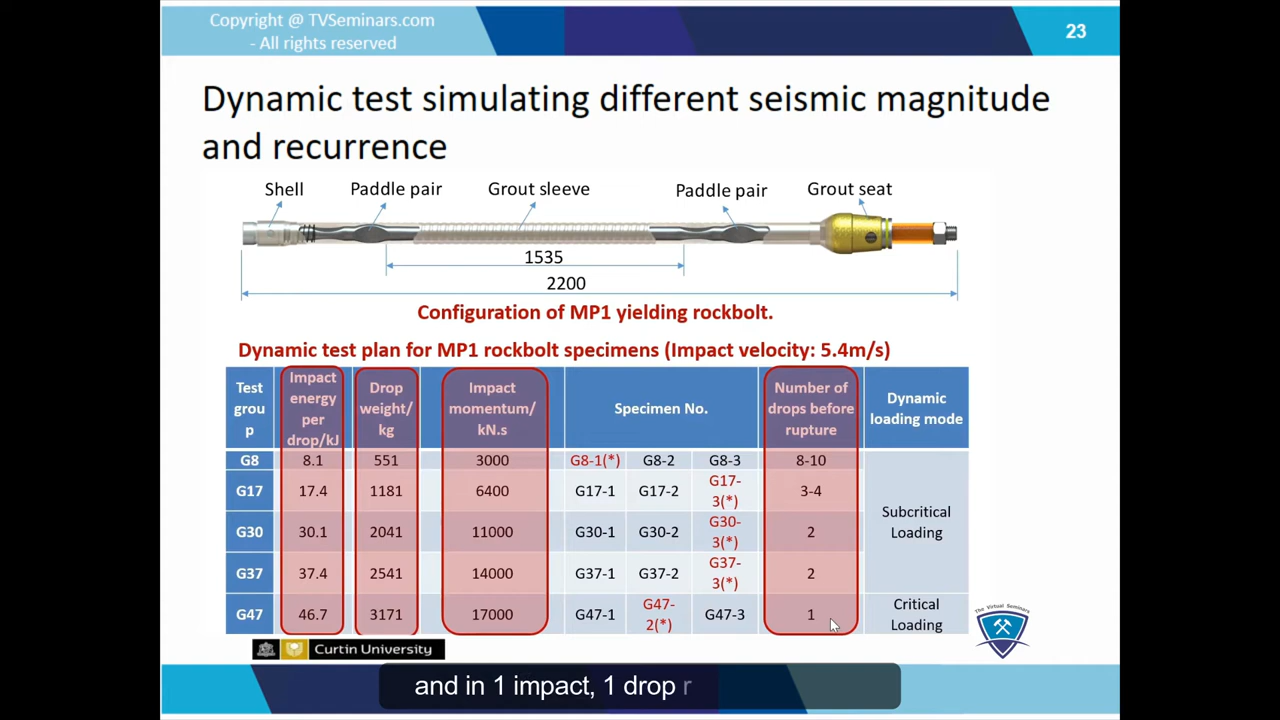 Copyright @ TVSeminars.com
- All rights reserved
23
Dynamic test simulating different seismic magnitude
and recurrence
Shell Paddle pair Grout sleeve Paddle pair Grout seat
1535
2200
Configuration of MP1 yielding rockbolt.
Dynamic test plan for MP1 rockbolt specimens (Impact velocity: 5.4m/s)
Test
grou
p
Impact
energy
per
drop/kJ
Drop
weight/
kg
Impact
momentum/
kN.s
Specimen No.
Number of
drops before
rupture
Dynamic
loading mode
G8 8.1 551 3000 G8-1(*) G8-2 G8-3 8-10
G17 17.4 1181 6400 G17-1 G17-2 G17-
3(*)
3-4
G30 30.1 2041 11000 G30-1 G30-2 G30-
3(*)
2
G37 37.4 2541 14000 G37-1 G37-2 G37-
3(*)
2
Subcritical
Loading
G47 46.7 3171 17000 G47-1 G47-
2(*)
G47-3 1
Critical
Loading
The Virtual Seminars
Curtin University
and in 1 impact, 1 drop r